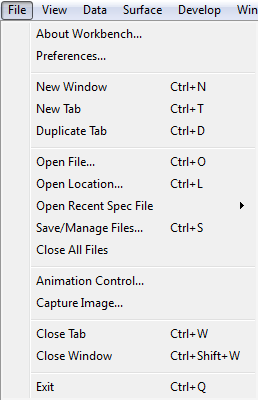 File View Data Surface Develop Win
About Workbench...
Preferences...
New Window Ctrl+N
New Tab Ctrl+T
Duplicate Tab Ctrl+D
Open File... Ctrl+O
Open Location... Ctrl+L
Open Recent Spec File
Save/Manage Files... Ctrl+S
Close All Files
Animation Control...
Capture Image...
Close Tab Ctrl+W
Close Window Ctrl+Shift+W
Exit Ctrl+Q